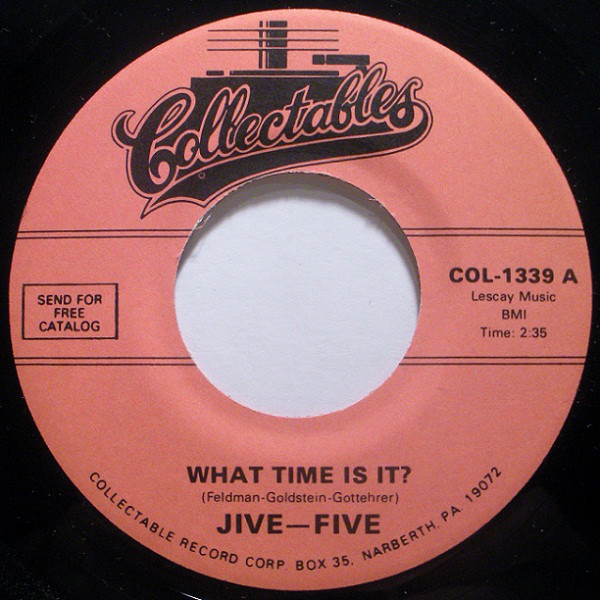 Collectables
SEND FOR
FREE
CATALOG
COL-1339 A
Lescay Music
BMI
Time: 2:35
WHAT TIME IS IT?
(Feldman-Goldstein-Gottehrer)
JIVE—FIVE
COLLECTABLE RECORD CORP. BOX 35, NARBERTH, PA 19072